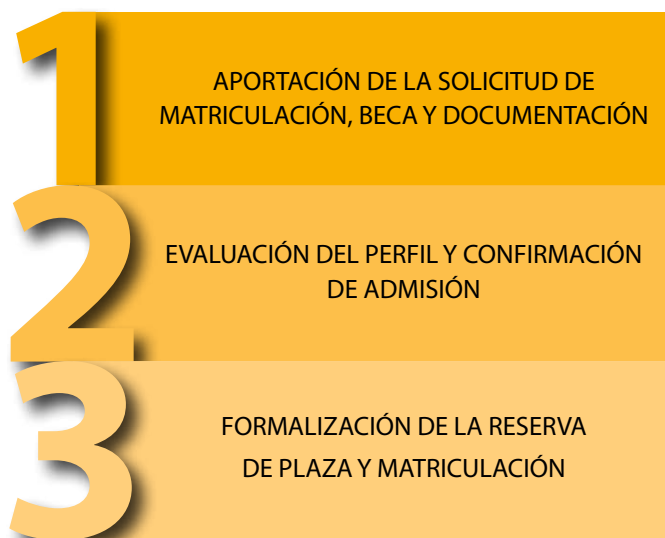 1
APORTACIÓN DE LA SOLICITUD DE
MATRICULACIÓN, BECA Y DOCUMENTACIÓN
2
EVALUACIÓN DEL PERFIL Y CONFIRMACIÓN
DE ADMISIÓN
3
FORMALIZACIÓN DE LA RESERVA
DE PLAZA Y MATRICULACIÓN